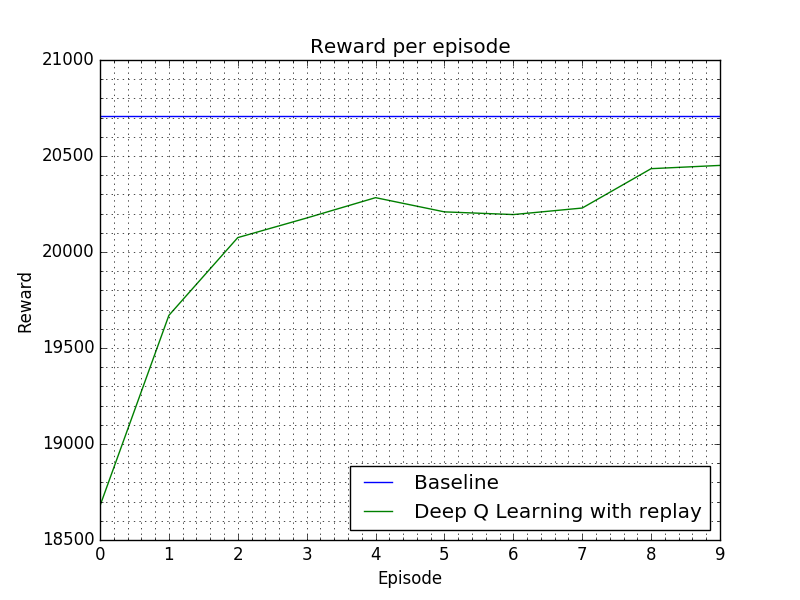 Reward per episode
21000
20500
20000
19500
19000
18500
Reward
0 1 2 3 4 5 6 7 8 9
Episode
Baseline
Deep Q Learning with replay